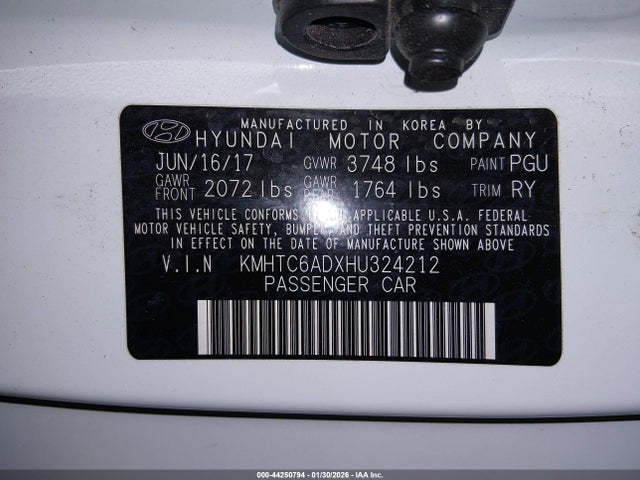 MANUFACTURED IN KOREA BY
HYUNDAI MOTOR COMPANY
JUN/16/17 GVWR 3748 lbs PAINT PGU
GAWR FRONT 2072 lbs GAWR REAR 1764 lbs TRIM RY
THIS VEHICLE CONFORMS TO ALL APPLICABLE U.S.A. FEDERAL-
MOTOR VEHICLE SAFETY, BUMPER, AND THEFT PREVENTION STANDARDS
IN EFFECT ON THE DATE OF MANUFACTURE SHOWN ABOVE
V.I.N KMHTC6ADXHU324212
PASSENGER CAR
000-44250794 - 01/30/2026 - IAA Inc.